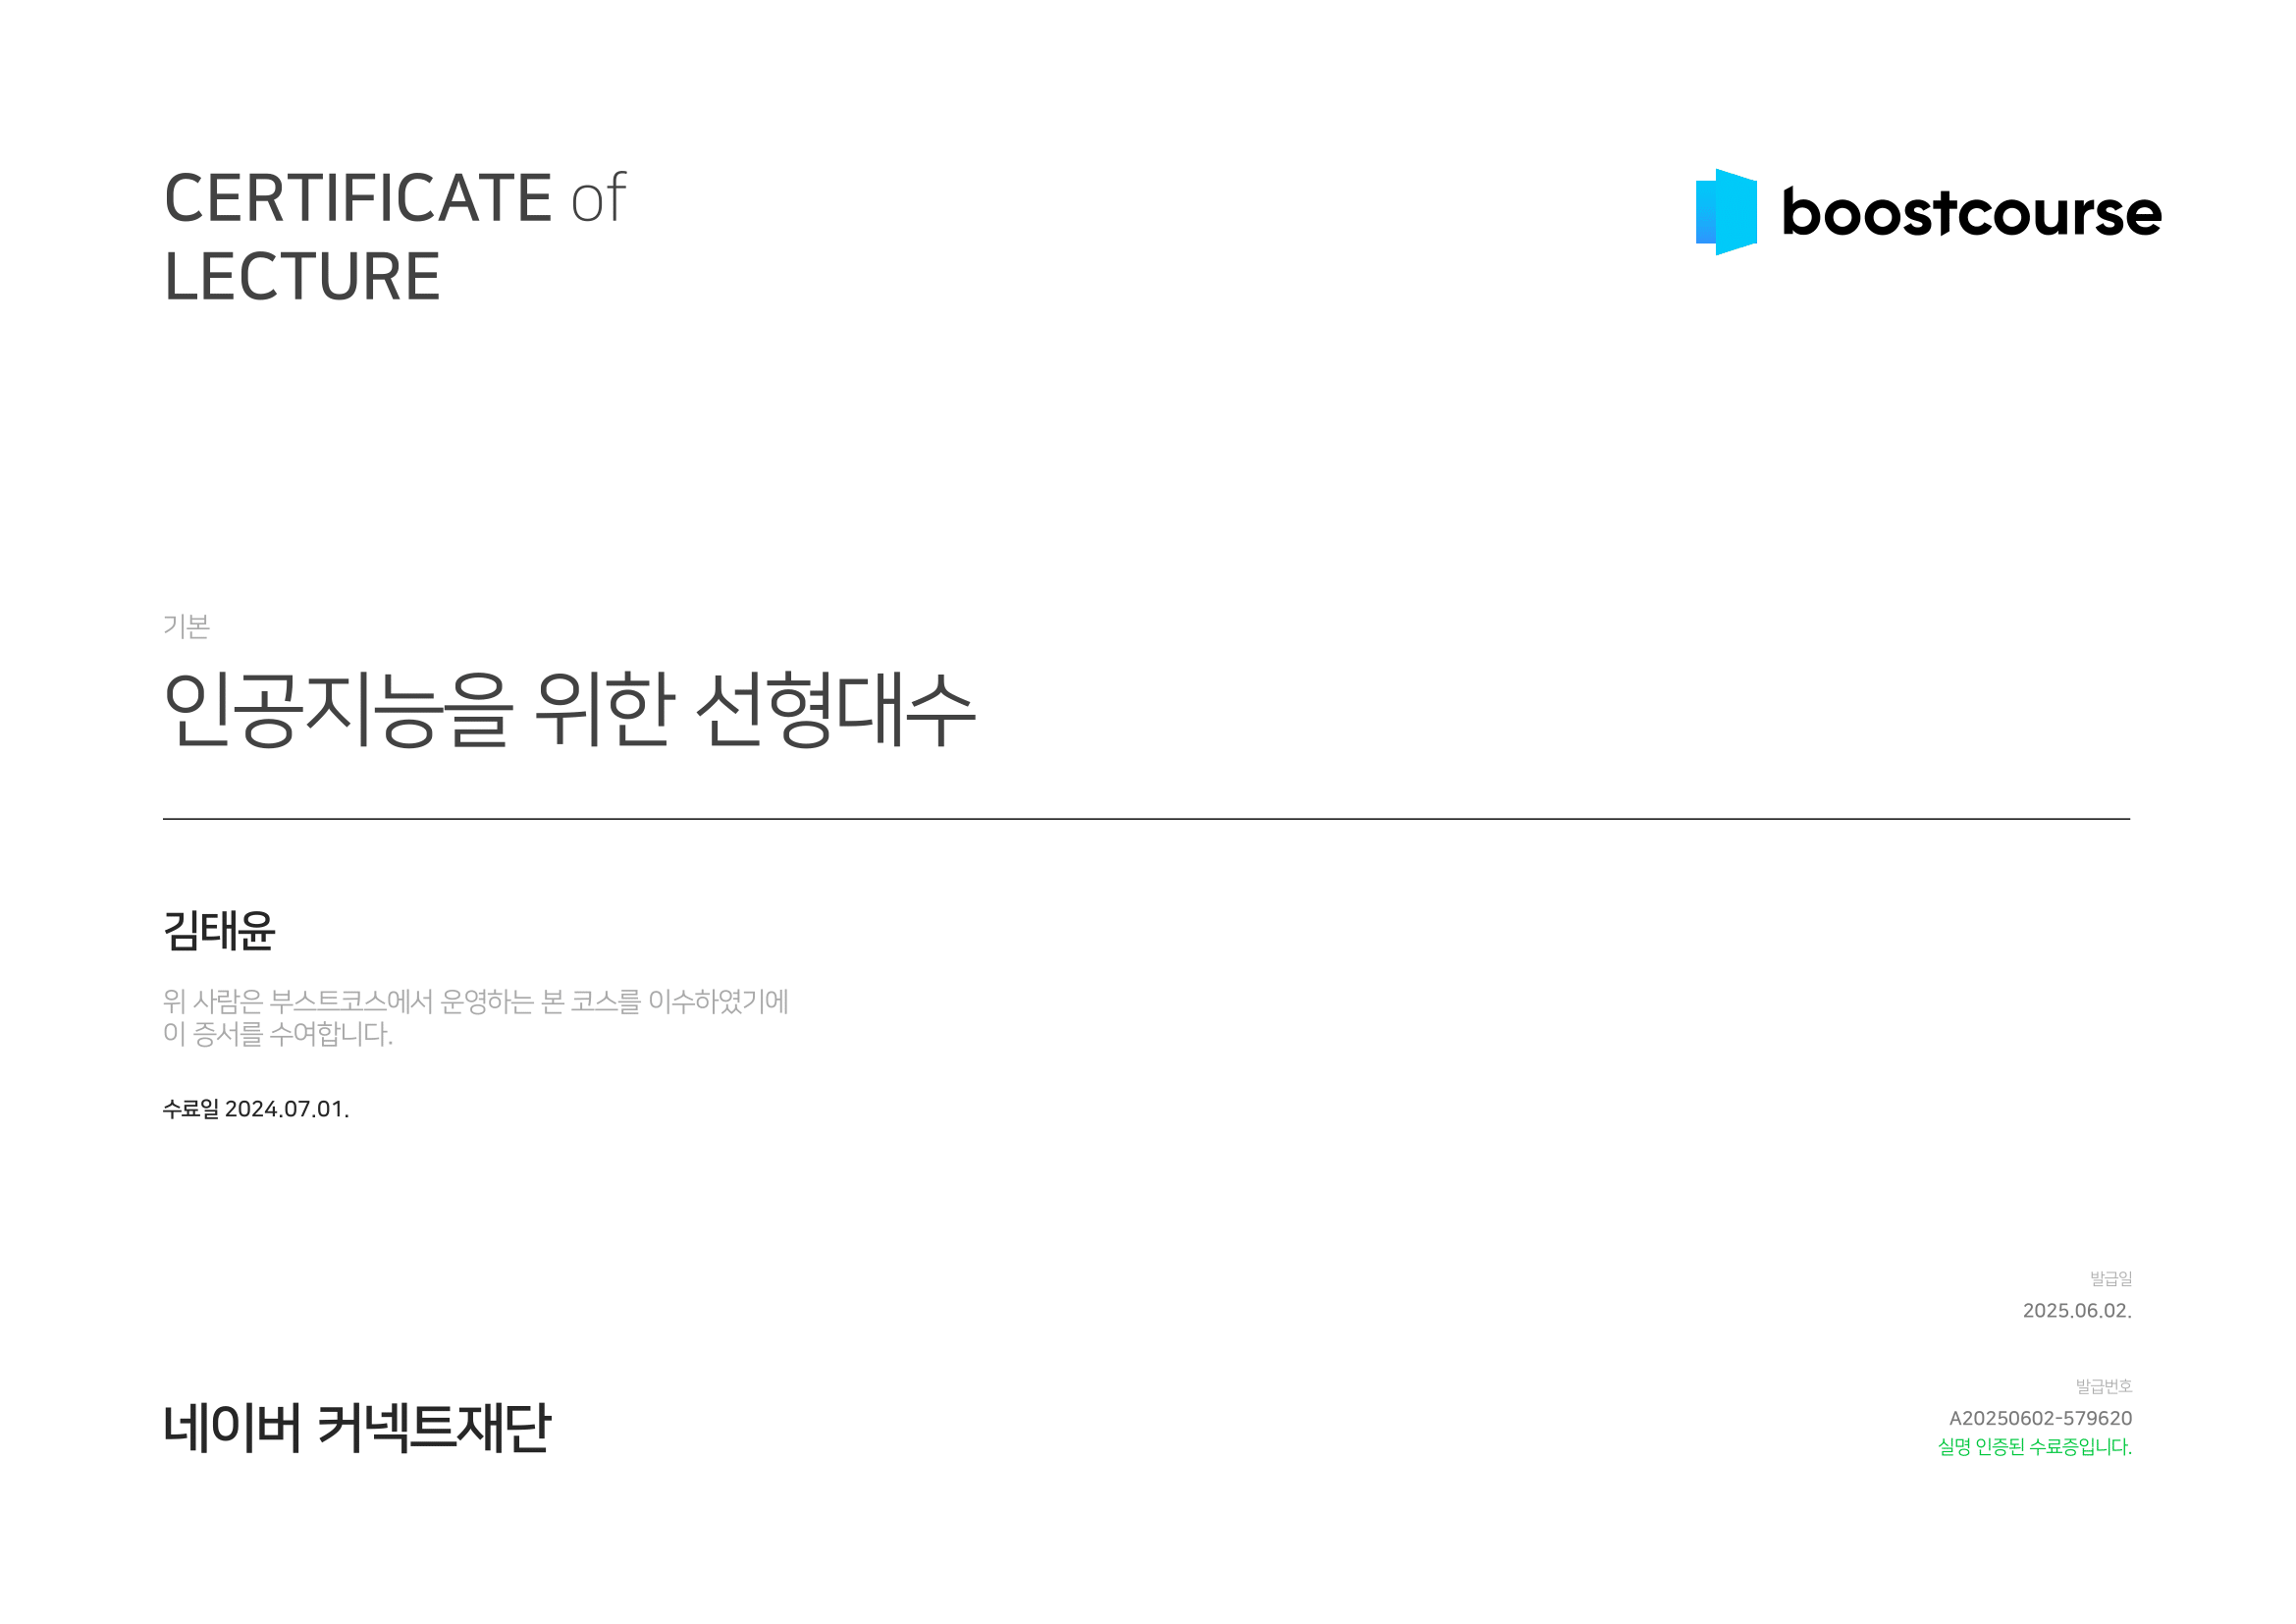 CERTIFICATE of
LECTURE
boostcourse
기본
인공지능을 위한 선형대수
김태윤
위 사람은 부스트코스에서 운영하는 본 코스를 이수하였기에
이 증서를 수여합니다.
수료일 2024.07.01.
발급일
2025.06.02.
네이버 커넥트재단
발급번호
A20250602-579620
실명 인증된 수료증입니다.